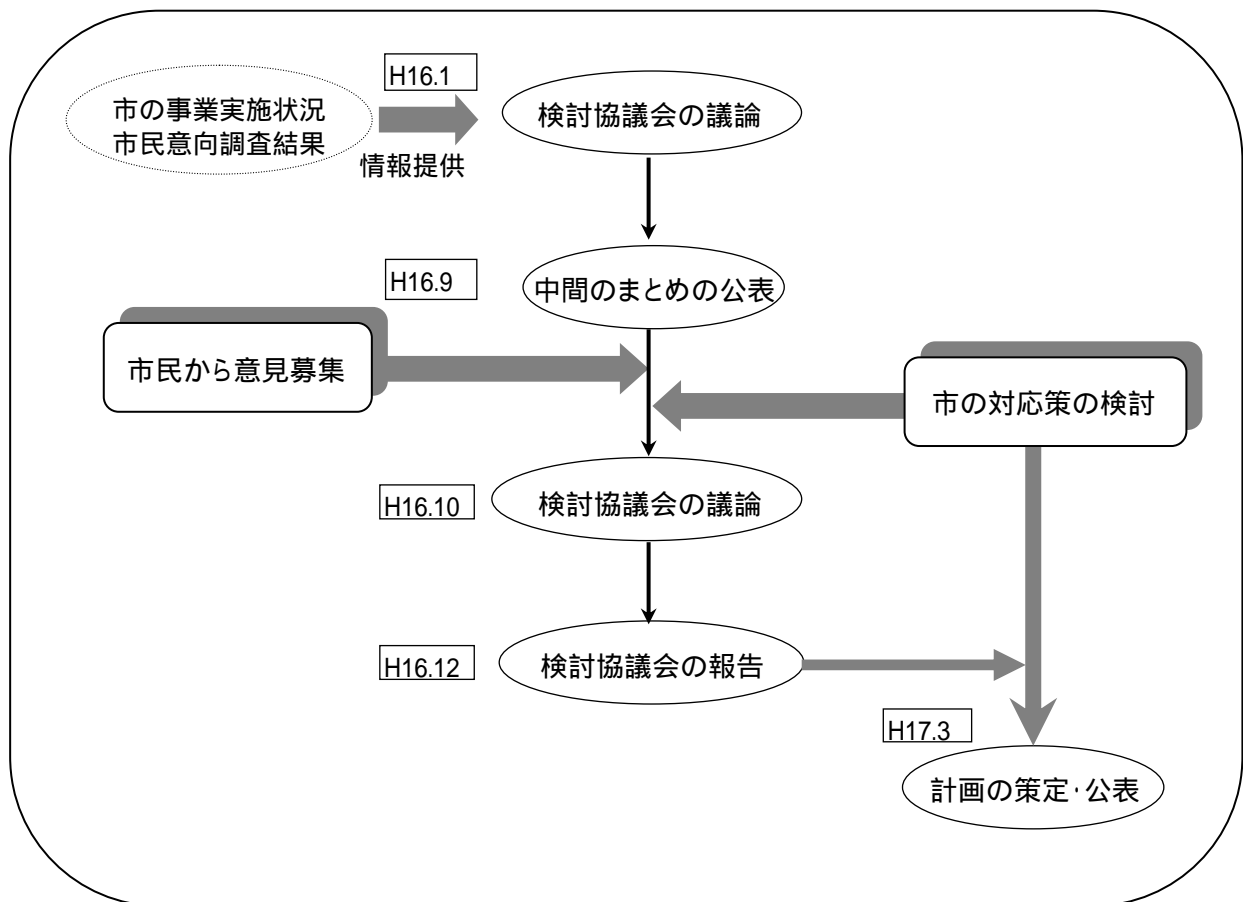 H16.1
市の事業実施状況
市民意向調査結果
情報提供
検討協議会の議論
H16.9
中間のまとめの公表
市民から意見募集
市の対応策の検討
H16.10
検討協議会の議論
H16.12
検討協議会の報告
H17.3
計画の策定・公表